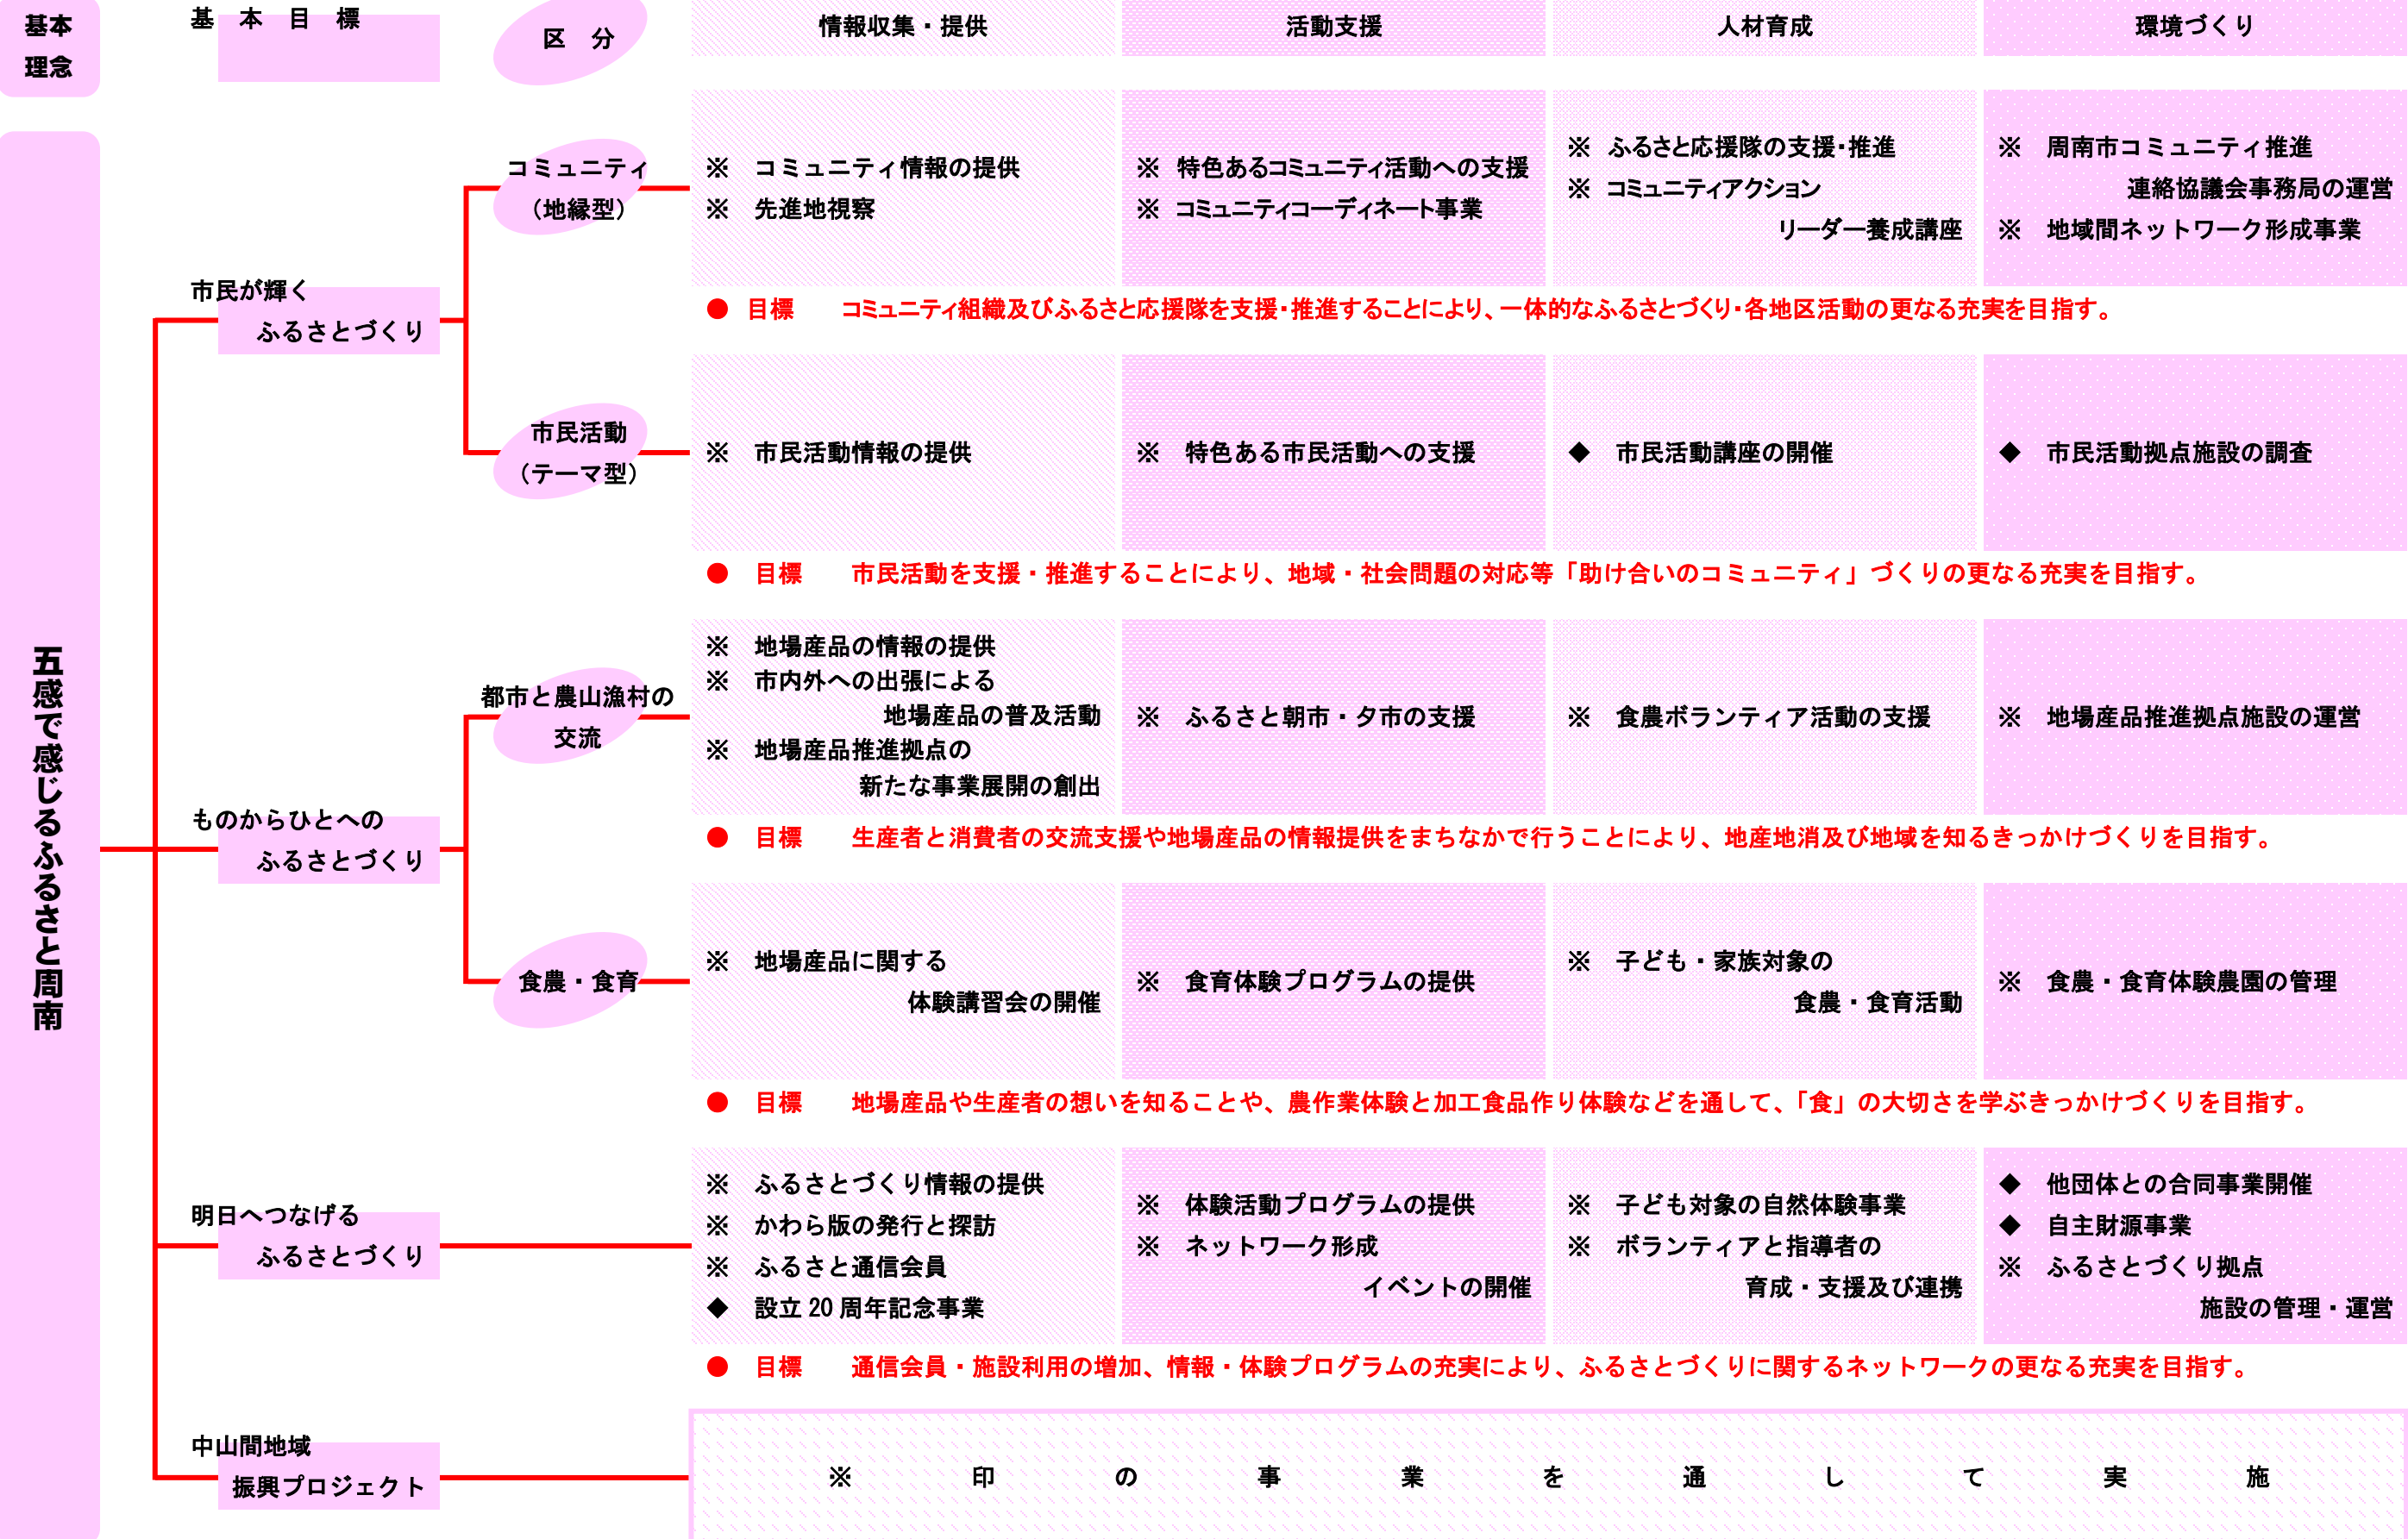 基本
理念
基　本　目　標
区　分
情報収集・提供
活動支援
人材育成
環境づくり
五感で感じるふるさと周南
市民が輝く
ふるさとづくり
コミュニティ
（地縁型）
※　コミュニティ情報の提供
※　先進地視察
※ 特色あるコミュニティ活動への支援
※ コミュニティコーディネート事業
※ ふるさと応援隊の支援・推進
※ コミュニティアクション
リーダー養成講座
※　周南市コミュニティ推進
連絡協議会事務局の運営
※　地域間ネットワーク形成事業
●　目標　　コミュニティ組織及びふるさと応援隊を支援・推進することにより、一体的なふるさとづくり・各地区活動の更なる充実を目指す。
市民活動
（テーマ型）
※　市民活動情報の提供
※　特色ある市民活動への支援
◆　市民活動講座の開催
◆　市民活動拠点施設の調査
●　目標　　市民活動を支援・推進することにより、地域・社会問題の対応等「助け合いのコミュニティ」づくりの更なる充実を目指す。
ものからひとへの
ふるさとづくり
都市と農山漁村の
交流
※　地場産品の情報の提供
※　市内外への出張による
地場産品の普及活動
※　地場産品推進拠点の
新たな事業展開の創出
※　ふるさと朝市・夕市の支援
※　食農ボランティア活動の支援
※　地場産品推進拠点施設の運営
●　目標　　生産者と消費者の交流支援や地場産品の情報提供をまちなかで行うことにより、地産地消及び地域を知るきっかけづくりを目指す。
食農・食育
※　地場産品に関する
体験講習会の開催
※　食育体験プログラムの提供
※　子ども・家族対象の
食農・食育活動
※　食農・食育体験農園の管理
●　目標　　地場産品や生産者の想いを知ることや、農作業体験と加工食品作り体験などを通して、「食」の大切さを学ぶきっかけづくりを目指す。
明日へつなげる
ふるさとづくり
※　ふるさとづくり情報の提供
※　かわら版の発行と探訪
※　ふるさと通信会員
◆　設立 20 周年記念事業
※　体験活動プログラムの提供
※　ネットワーク形成
イベントの開催
※　子ども対象の自然体験事業
※　ボランティアと指導者の
育成・支援及び連携
◆　他団体との合同事業開催
◆　自主財源事業
※　ふるさとづくり拠点
施設の管理・運営
●　目標　　通信会員・施設利用の増加、情報・体験プログラムの充実により、ふるさとづくりに関するネットワークの更なる充実を目指す。
中山間地域
振興プロジェクト
※　印　の　事　業　を　通　し　て　実　施